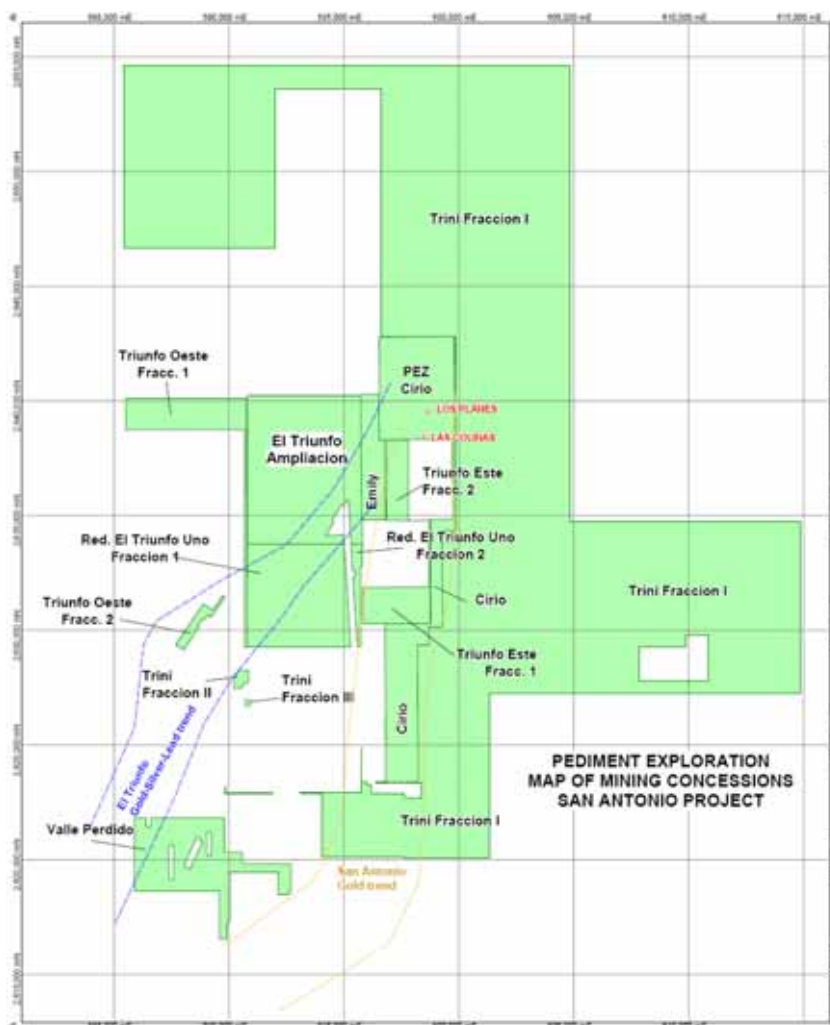 Trini Fraccion I
Triunfo Oeste
Fracc. 1
PEZ
Cirio
LOS PLANES
LAS COLINAS
El Triunfo
Ampliacion
Emily
Triunfo Este
Fracc. 2
Red. El Triunfo Uno
Fraccion 1
Red. El Triunfo Uno
Fraccion 2
Trini Fraccion I
Cirio
Triunfo Oeste
Fracc. 2
Triunfo Este
Fracc. 1
Trini
Fraccion II
Trini
Fraccion III
Cirio
El Triunfo
Gold-Silver-Lead trend
PEDIMENT EXPLORATION
MAP OF MINING CONCESSIONS
SAN ANTONIO PROJECT
Trini Fraccion I
Valle Perdido
San Antonio
Gold trend